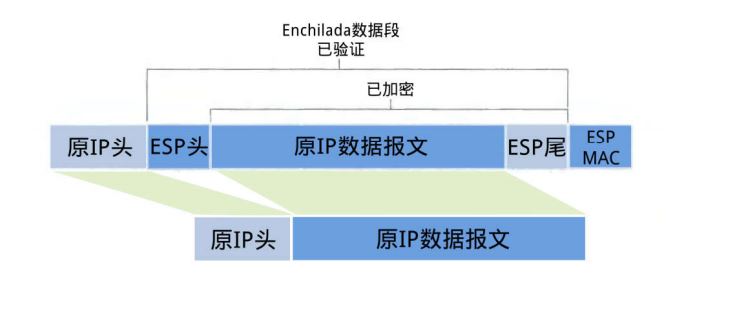 Enchilada数据段
已验证
已加密
原IP头
ESP头
原IP数据报文
ESP尾
ESP
MAC
原IP头
原IP数据报文